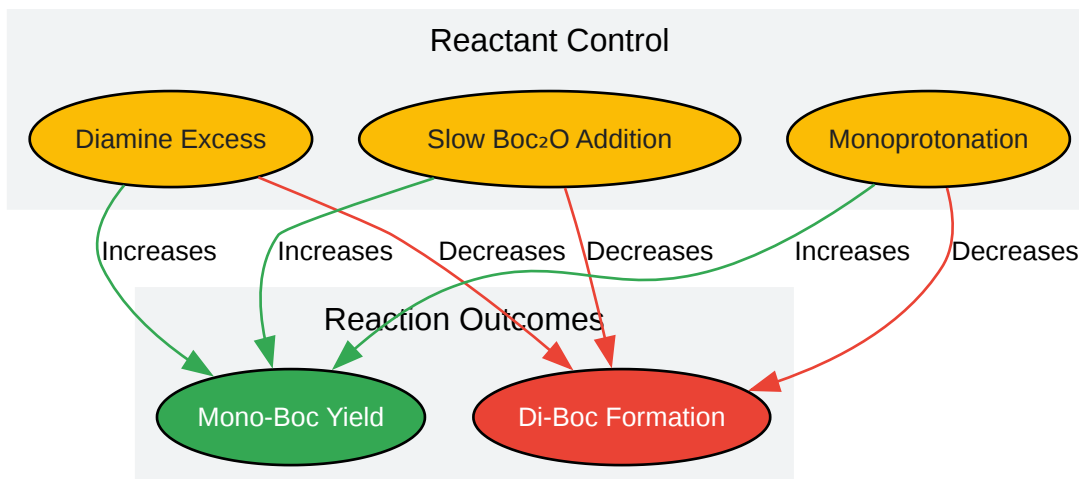 Reactant Control
Diamine Excess
Slow Boc₂O Addition
Monoprotonation
Increases
Increases
Decreases
Decreases
Increases
Decreases
Reaction Outcomes
Mono-Boc Yield
Di-Boc Formation